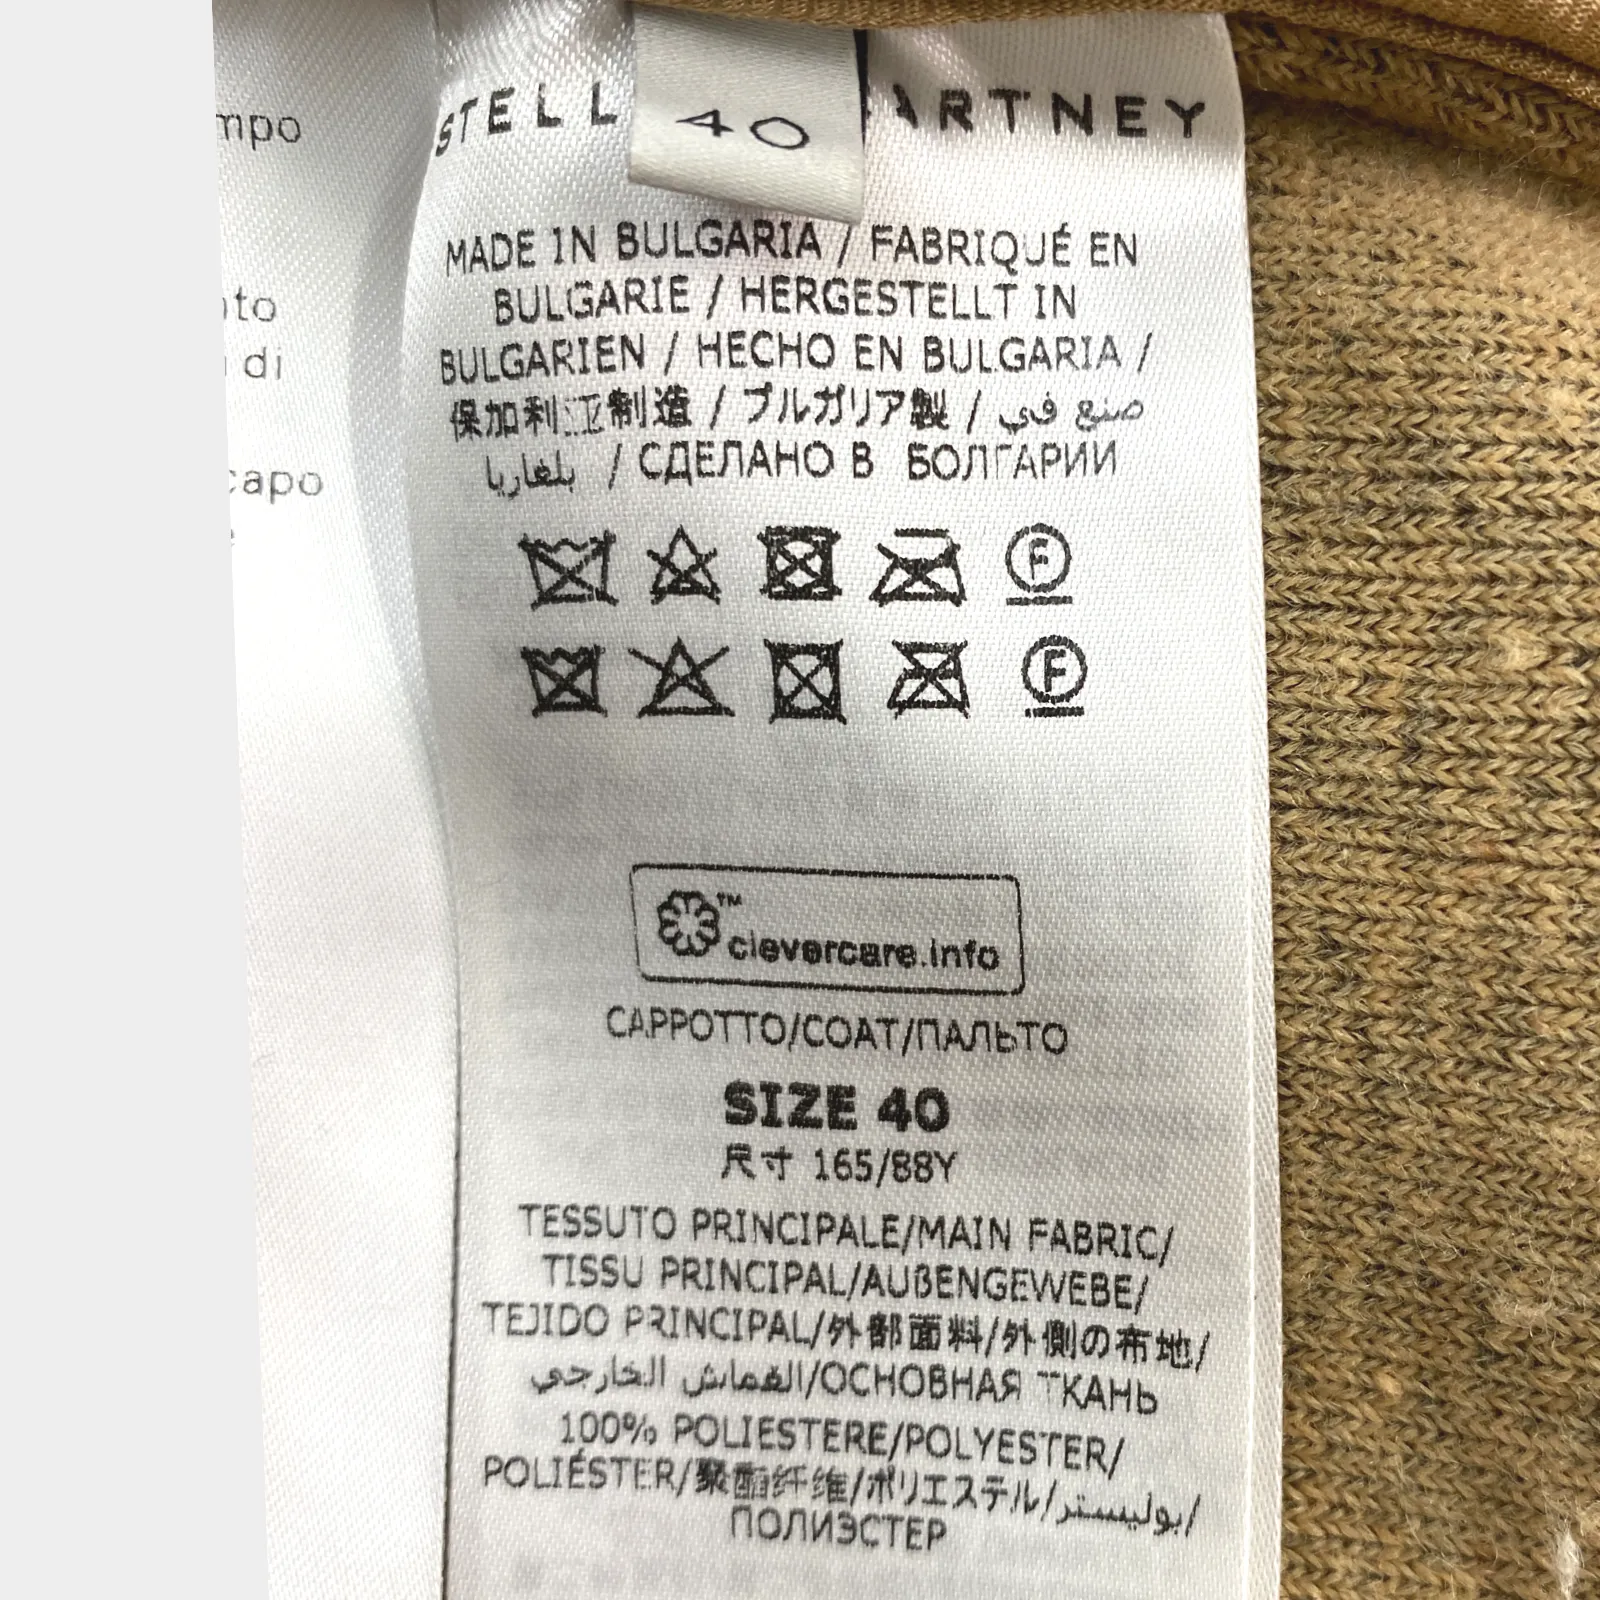 mpo
to
di
capo
STELL ARTNEY
40
MADE IN BULGARIA / FABRIQUÉ EN
BULGARIE / HERGESTELLT IN
BULGARIEN / HECHO EN BULGARIA /
保加利亚制造 / ブルガリア製 / صنع في
بلغاريا / СДЕЛАНО В БОЛГАРИИ
F
F
™ clevercare.info
CAPPOTTO/COAT/ПАЛЬТО
SIZE 40
尺寸 165/88Y
TESSUTO PRINCIPALE/MAIN FABRIC/
TISSU PRINCIPAL/AUßENGEWEBE/
TEJIDO PRINCIPAL/外部面料/外側の布地/
القماش الخارجي/ОСНОВНАЯ ТКАНЬ
100% POLIESTERE/POLYESTER/
POLIÉSTER/聚酯纤维/ポリエステル/بوليستر/
ПОЛИЭСТЕР